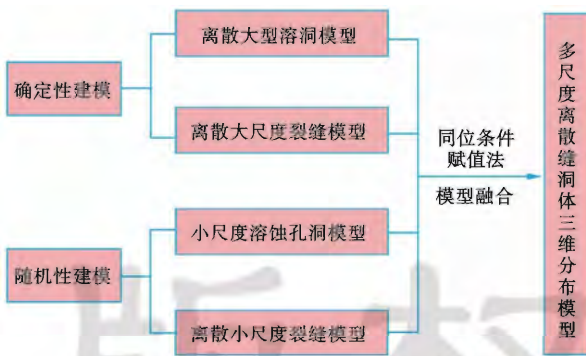 确定性建模
离散大型溶洞模型
离散大尺度裂缝模型
随机性建模
小尺度溶蚀孔洞模型
离散小尺度裂缝模型
同位条件
赋值法
模型融合
多尺度离散缝洞体三维分布模型